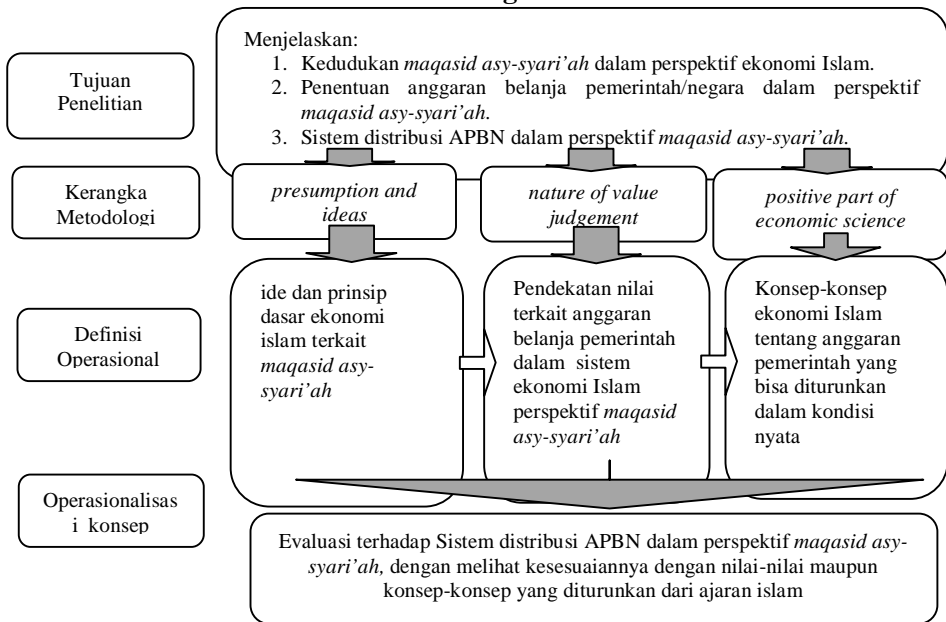 Tujuan
Penelitian
Menjelaskan:
1. Kedudukan maqasid asy-syari’ah dalam perspektif ekonomi Islam.
2. Penentuan anggaran belanja pemerintah/negara dalam perspektif
maqasid asy-syari’ah.
3. Sistem distribusi APBN dalam perspektif maqasid asy-syari’ah.
Kerangka
Metodologi
presumption and
ideas
nature of value
judgement
positive part of
economic science
Definisi
Operasional
ide dan prinsip
dasar ekonomi
islam terkait
maqasid asy-
syari’ah
Pendekatan nilai
terkait anggaran
belanja pemerintah
dalam sistem
ekonomi Islam
perspektif maqasid
asy-syari’ah
Konsep-konsep
ekonomi Islam
tentang anggaran
pemerintah yang
bisa diturunkan
dalam kondisi
nyata
Operasionalisas
i konsep
Evaluasi terhadap Sistem distribusi APBN dalam perspektif maqasid asy-
syari’ah, dengan melihat kesesuaiannya dengan nilai-nilai maupun
konsep-konsep yang diturunkan dari ajaran islam